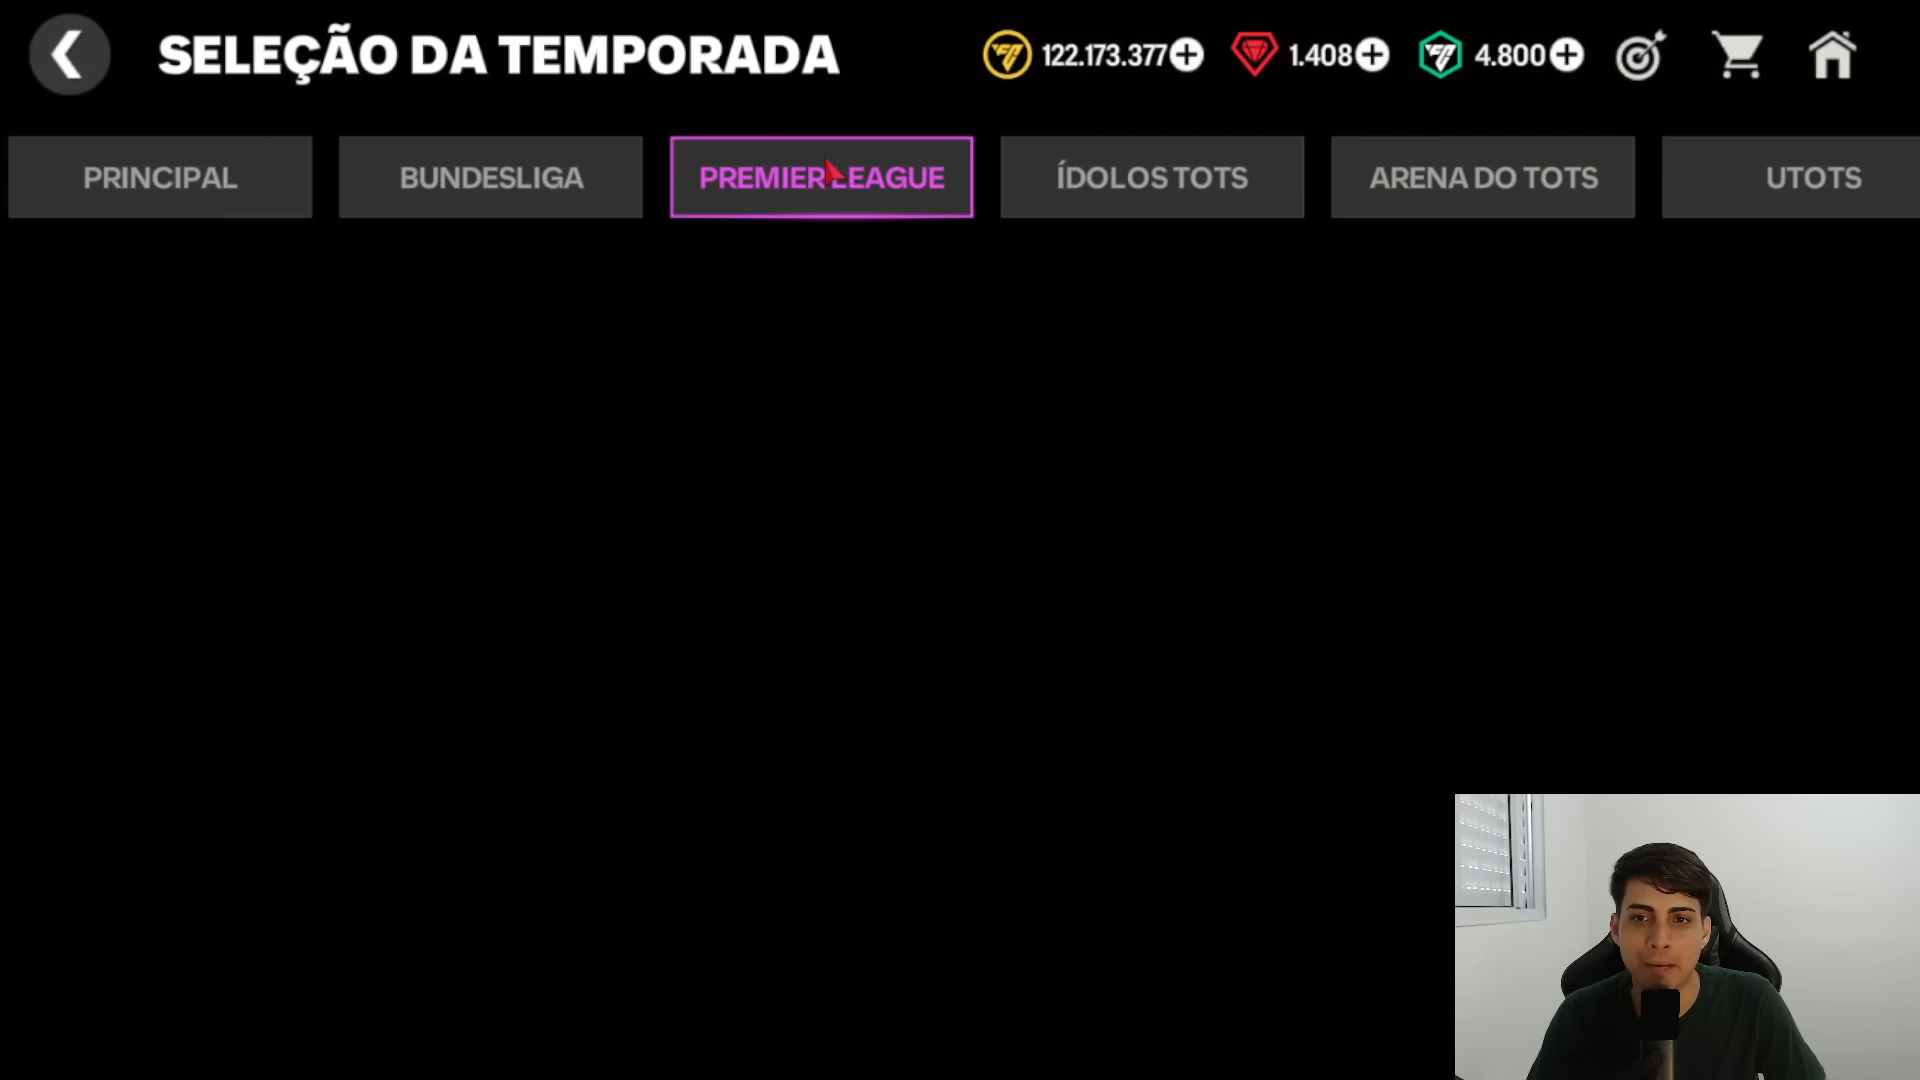 SELEÇÃO DA TEMPORADA
122.173.377
1.408
4.800
PRINCIPAL
BUNDESLIGA
PREMIER LEAGUE
ÍDOLOS TOTS
ARENA DO TOTS
UTOTS